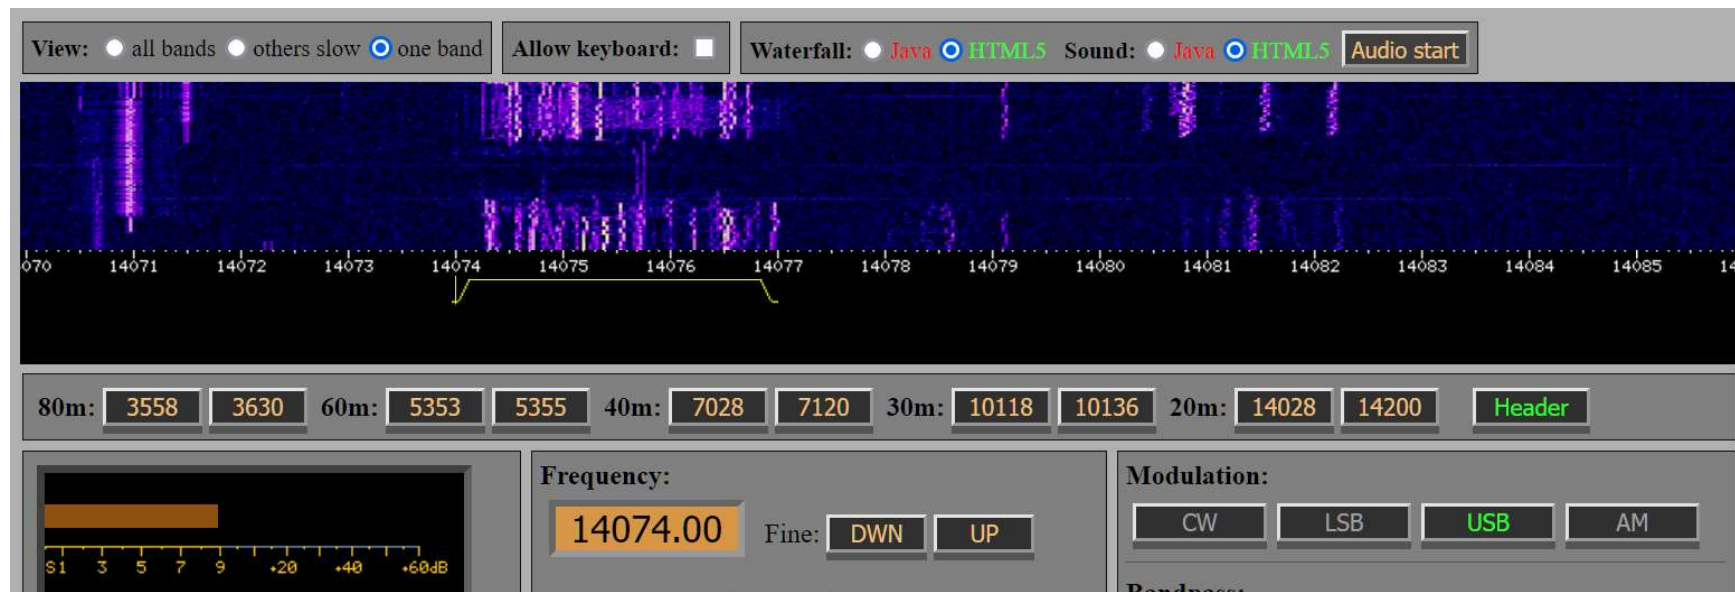 View: all bands others slow one band Allow keyboard: Waterfall: Java HTML5 Sound: Java HTML5 Audio start
070 14071 14072 14073 14074 14075 14076 14077 14078 14079 14080 14081 14082 14083 14084 14085 14
80m: 3558 3630 60m: 5353 5355 40m: 7028 7120 30m: 10118 10136 20m: 14028 14200 Header
Frequency:
14074.00 Fine: DWN UP
Modulation:
CW LSB USB AM
S1 3 5 7 9 +20 +40 +60dB
Bandpass: